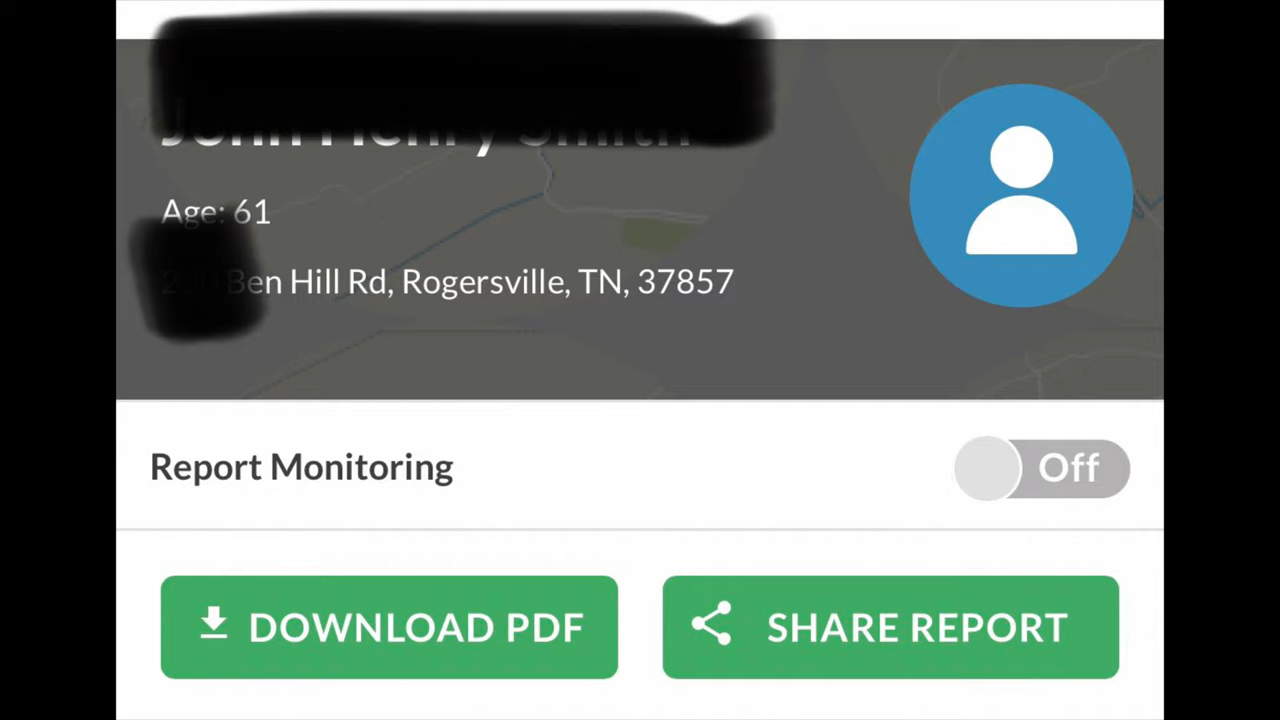 Age: 61
Ben Hill Rd, Rogersville, TN, 37857
Report Monitoring
Off
DOWNLOAD PDF
SHARE REPORT